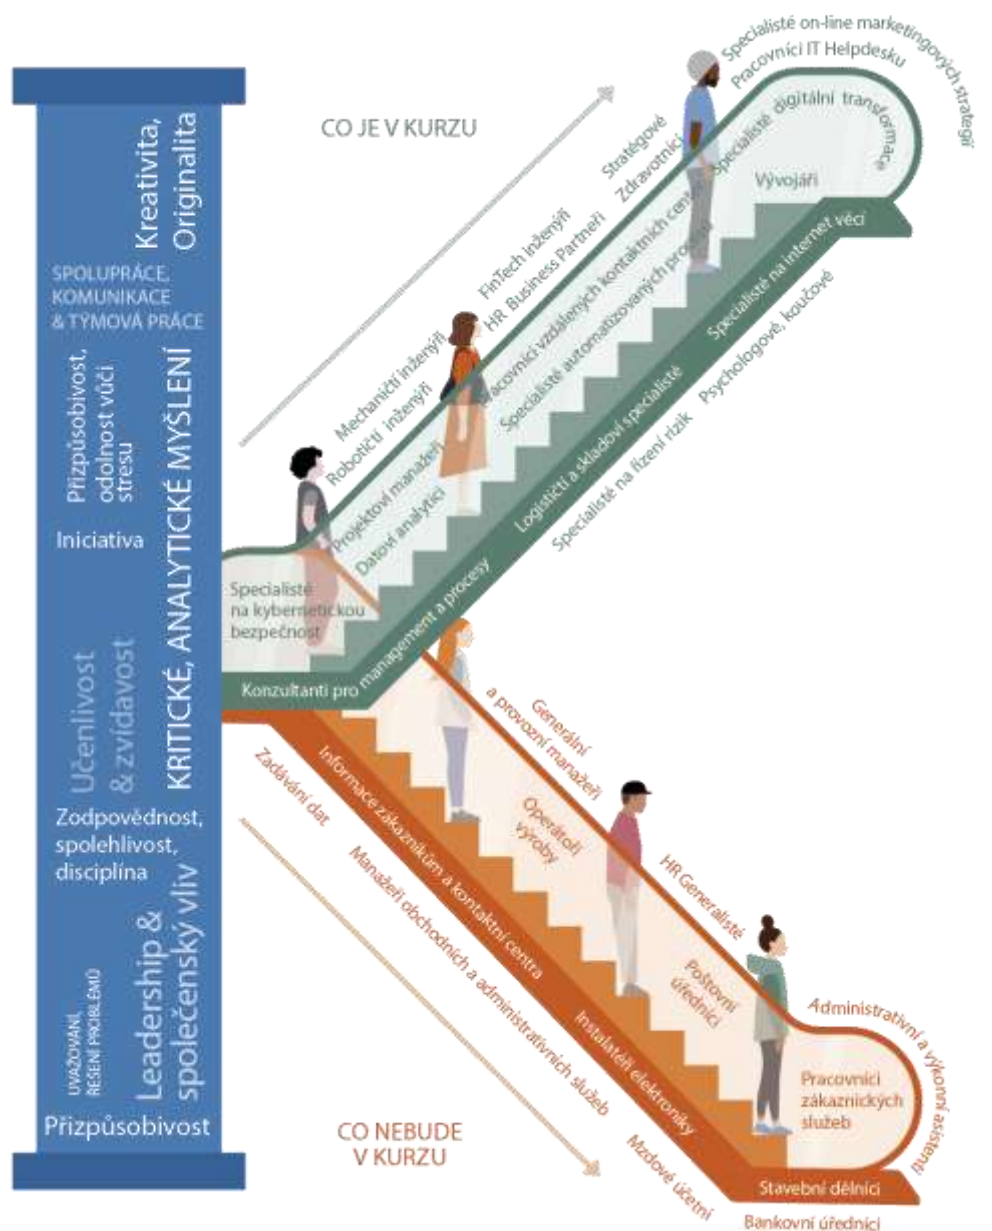 CO JE V KURZU
Kreativita,
Originalita
SPOLUPRÁCE,
KOMUNIKACE
& TÝMOVÁ PRÁCE
Přizpůsobivost,
odolnost vůči
stresu
KRITICKÉ, ANALYTICKÉ MYŠLENÍ
Iniciativa
Učenlivost
& zvídavost
Zodpovědnost,
spolehlivost,
disciplína
Leadership &
společenský vliv
UVAŽOVÁNÍ,
ŘEŠENÍ PROBLÉMŮ
Přizpůsobivost
Specialisté on-line marketingových strategií
Pracovníci IT Helpdesku
Specialisté digitální transformace
Vývojáři
Stratégové
Zdravotníci
FinTech inženýři
HR Business Partneři
Pracovníci vzdálených kontaktních
Specialisté automatizovaných
Mechaničtí inženýři
Robotičtí inženýři
Projektoví manažeři
Datoví analytici
Specialisté
na kybernetickou
bezpečnost
Konzultanti pro management a procesy
Logističtí a skladoví specialisté
Specialisté na internet věcí
Specialisté na řízení rizik
Psychologové, koučové
Generální
a provozní manažeři
Operátoři
výroby
HR Generalisté
Poštovní
úředníci
Administrativní a výkonní asistenti
Pracovníci
zákaznických
služeb
Informace zákazníkům a kontaktní centra
Instalatéři elektroniky
Stavební dělníci
Zadávání dat
Manažeři obchodních a administrativních služeb
Mzdové účetní
Bankovní úředníci
CO NEBUDE
V KURZU